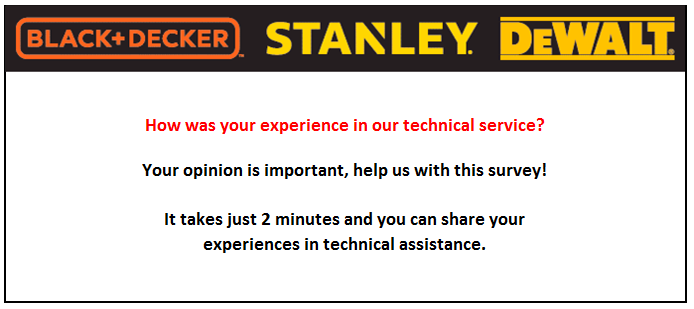 BLACK+DECKER™ STANLEY® DEWALT®
How was your experience in our technical service?
Your opinion is important, help us with this survey!
It takes just 2 minutes and you can share your
experiences in technical assistance.